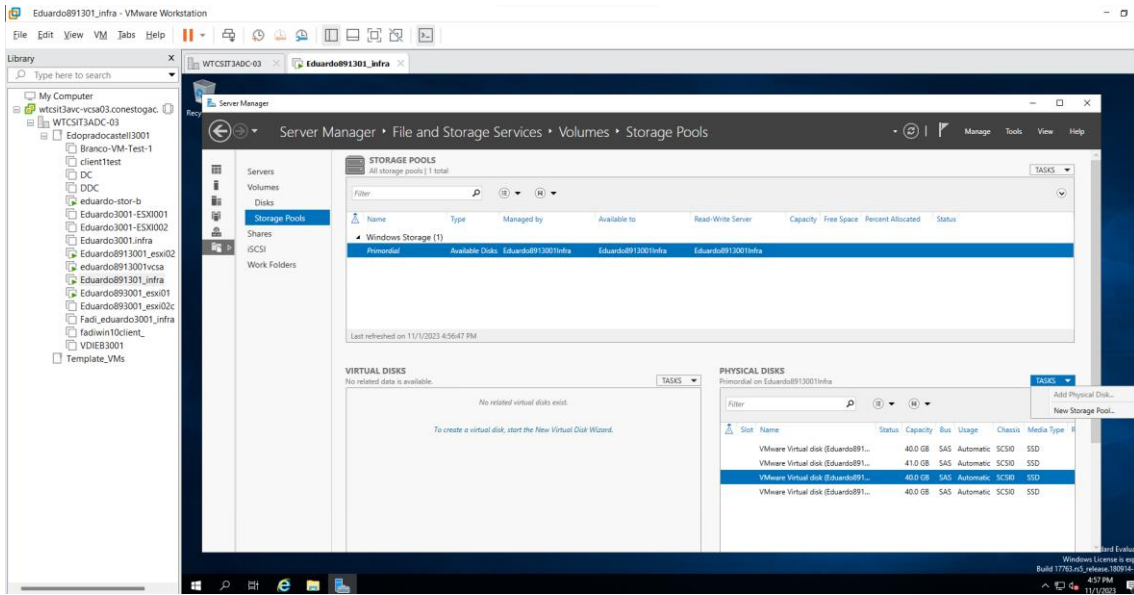 Eduardo891301_infra - VMware Workstation
File Edit View VM Tabs Help
Library X
Type here to search
My Computer
wtcsit3avc-vcsa03.conestogac.
WTCSIT3ADC-03
Edopradocastell3001
Branco-VM-Test-1
client1test
DC
DDC
eduardo-stor-b
Eduardo3001-ESXI001
Eduardo3001-ESXI002
Eduardo3001.infra
Eduardo8913001_esxi02
eduardo8913001vcsa
Eduardo891301_infra
Eduardo893001_esxi01
Eduardo893001_esxi02c
Fadi_eduardo3001_infra
fadiwin10client_
VDIEB3001
Template_VMs
WTCSIT3ADC-03 Eduardo891301_infra
Recy
Server Manager
Server Manager • File and Storage Services • Volumes • Storage Pools
Manage Tools View Help
Servers
Volumes
Disks
Storage Pools
Shares
iSCSI
Work Folders
STORAGE POOLS
All storage pools | 1 total
TASKS
Filter
Name Type Managed by Available to Read-Write Server Capacity Free Space Percent Allocated Status
Windows Storage (1)
Primordial Available Disks Eduardo8913001Infra Eduardo8913001Infra Eduardo8913001Infra
Last refreshed on 11/1/2023 4:56:47 PM
VIRTUAL DISKS
No related data is available.
TASKS
No related virtual disks exist.
To create a virtual disk, start the New Virtual Disk Wizard.
PHYSICAL DISKS
Primordial on Eduardo8913001Infra
TASKS
Add Physical Disk...
New Storage Pool...
Filter
Slot Name Status Capacity Bus Usage Chassis Media Type R
VMware Virtual disk (Eduardo891... 40.0 GB SAS Automatic SCSI0 SSD
VMware Virtual disk (Eduardo891... 41.0 GB SAS Automatic SCSI0 SSD
VMware Virtual disk (Eduardo891... 40.0 GB SAS Automatic SCSI0 SSD
VMware Virtual disk (Eduardo891... 40.0 GB SAS Automatic SCSI0 SSD
dard Evalua
Windows License is exp
Build 17763.rs5_release.180914-
4:57 PM
11/1/2023